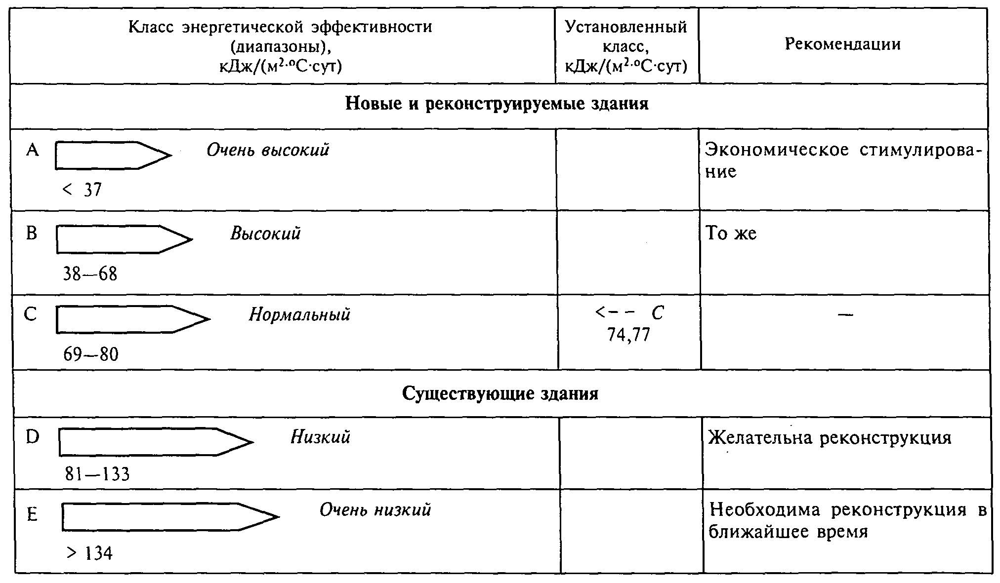 Класс энергетической эффективности
(диапазоны),
кДж/(м²·°С·сут)
Установленный
класс,
кДж/(м²·°С·сут)
Рекомендации
Новые и реконструируемые здания
A
Очень высокий
< 37
Экономическое стимулирова-
ние
B
Высокий
38—68
То же
C
Нормальный
69—80
<-- С
74,77
—
Существующие здания
D
Низкий
81—133
Желательна реконструкция
E
Очень низкий
> 134
Необходима реконструкция в
ближайшее время